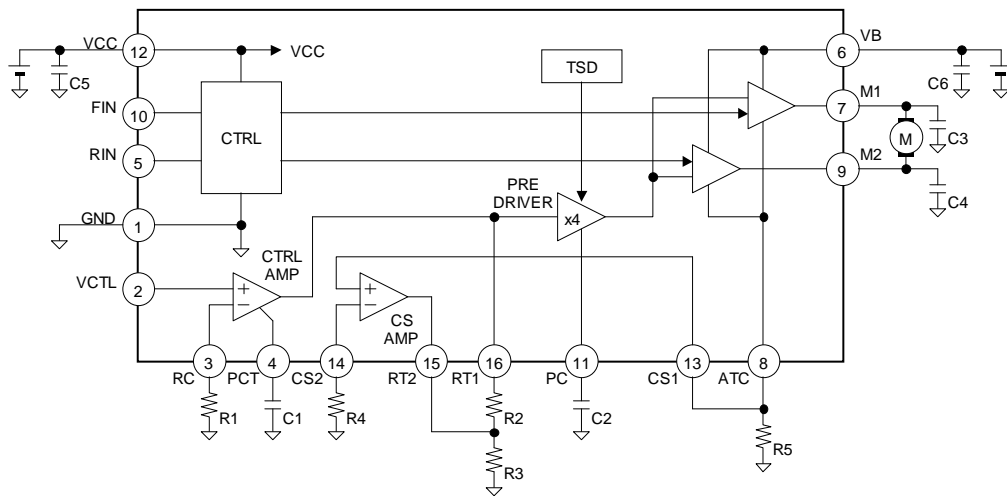 VCC
12
VCC
C5
FIN
10
CTRL
RIN
5
GND
1
VCTL
2
CTRL
AMP
+
−
TSD
PRE
DRIVER
x4
+
−
CS
AMP
VB
6
C6
M1
7
M
C3
M2
9
C4
3
4
14
15
16
11
13
8
RC
PCT
CS2
RT2
RT1
PC
CS1
ATC
R1
C1
R4
R2
C2
R3
R5